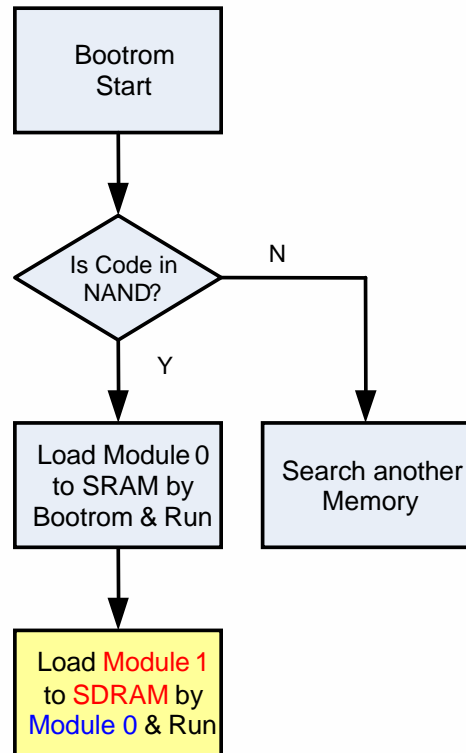 Bootrom
Start
Is Code in
NAND?
N
Y
Load Module 0
to SRAM by
Bootrom & Run
Search another
Memory
Load Module 1
to SDRAM by
Module 0 & Run